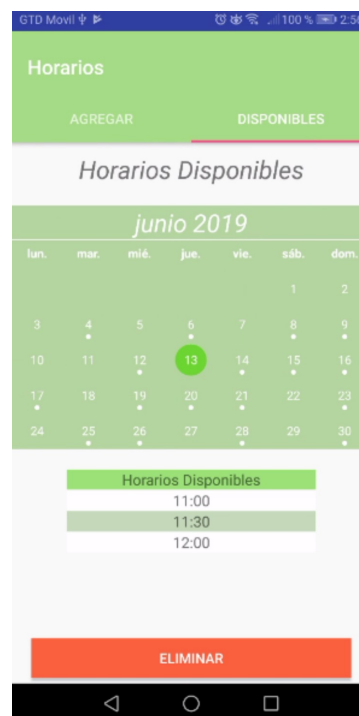 GTD Movil 100 % 2:56
Horarios
AGREGAR DISPONIBLES
Horarios Disponibles
junio 2019
lun. mar. mié. jue. vie. sáb. dom.
1 2
3 4 5 6 7 8 9
10 11 12 13 14 15 16
17 18 19 20 21 22 23
24 25 26 27 28 29 30
Horarios Disponibles
11:00
11:30
12:00
ELIMINAR